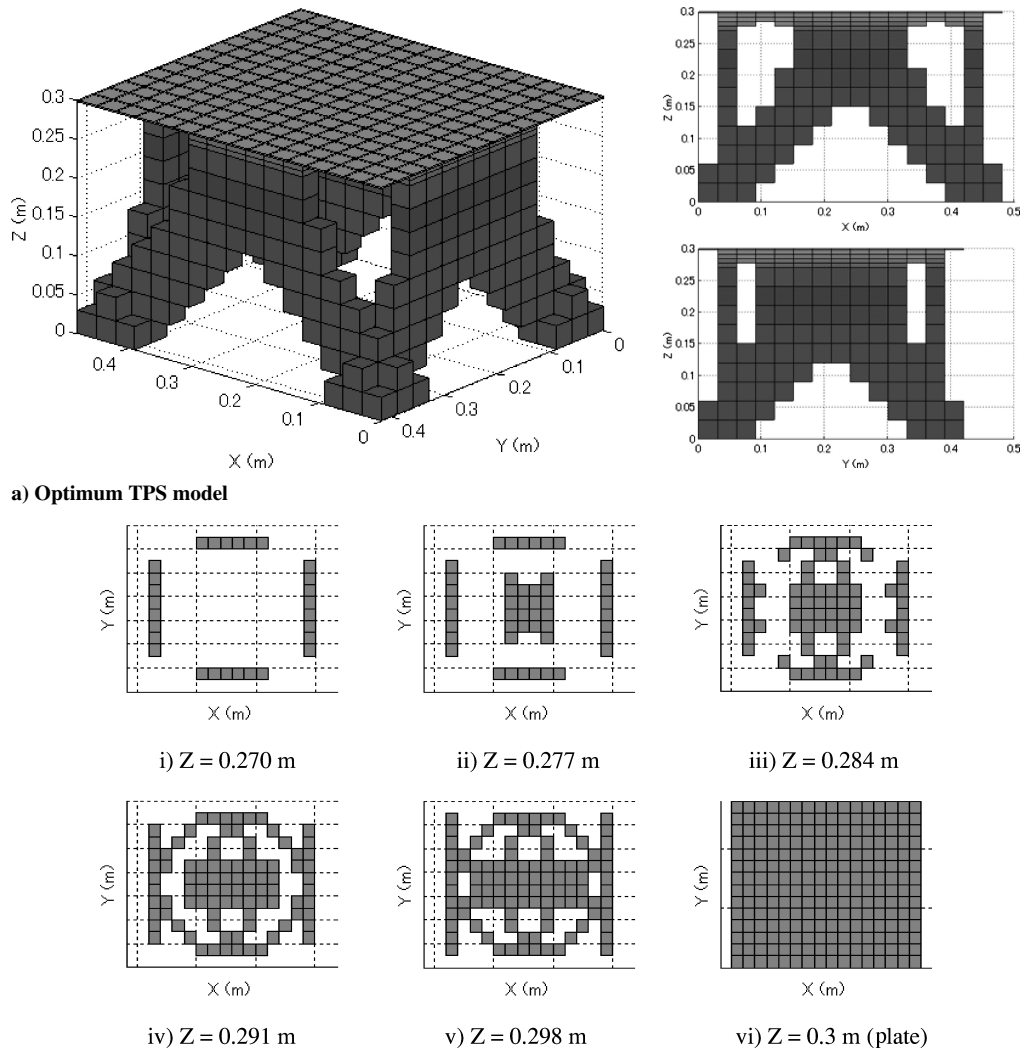 0.3
0.25
0.2
0.15
0.1
0.05
0
Z (m)
0.4
0.3
0.2
0.1
0
X (m)
0.4
0.3
0.2
0.1
0
Y (m)
0.3
0.25
0.2
0.15
0.1
0.05
0
Z (m)
0 0.1 0.2 0.3 0.4 0.5
X (m)
0.3
0.25
0.2
0.15
0.1
0.05
0
Z (m)
0 0.1 0.2 0.3 0.4 0.5
Y (m)
a) Optimum TPS model
Y (m)
X (m)
i) Z = 0.270 m
Y (m)
X (m)
ii) Z = 0.277 m
Y (m)
X (m)
iii) Z = 0.284 m
Y (m)
X (m)
iv) Z = 0.291 m
Y (m)
X (m)
v) Z = 0.298 m
Y (m)
X (m)
vi) Z = 0.3 m (plate)